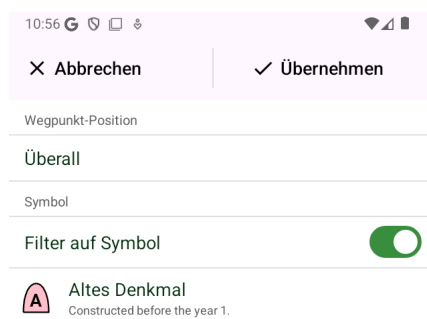 10:56
Abbrechen
Übernehmen
Wegpunkt-Position
Überall
Symbol
Filter auf Symbol
A
Altes Denkmal
Constructed before the year 1.